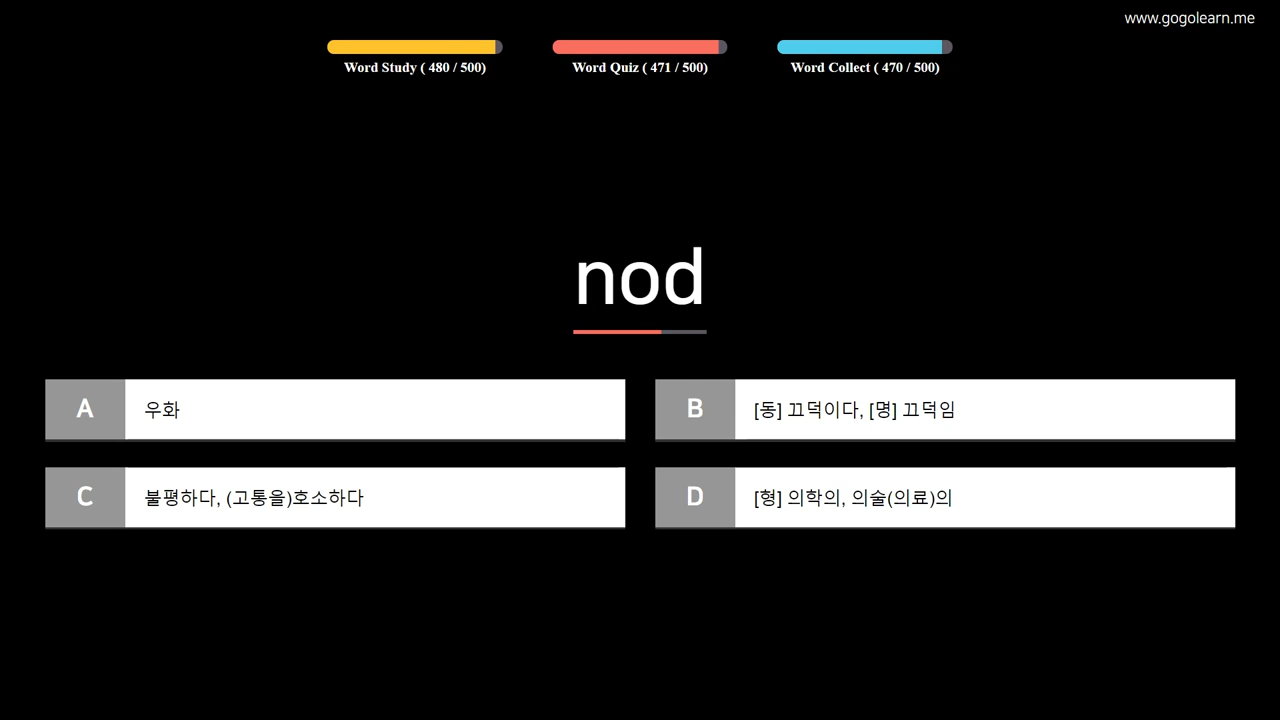 www.gogolearn.me
Word Study ( 480 / 500)
Word Quiz ( 471 / 500)
Word Collect ( 470 / 500)
nod
A 우화
B [동] 끄덕이다, [명] 끄덕임
C 불평하다, (고통을)호소하다
D [형] 의학의, 의술(의료)의